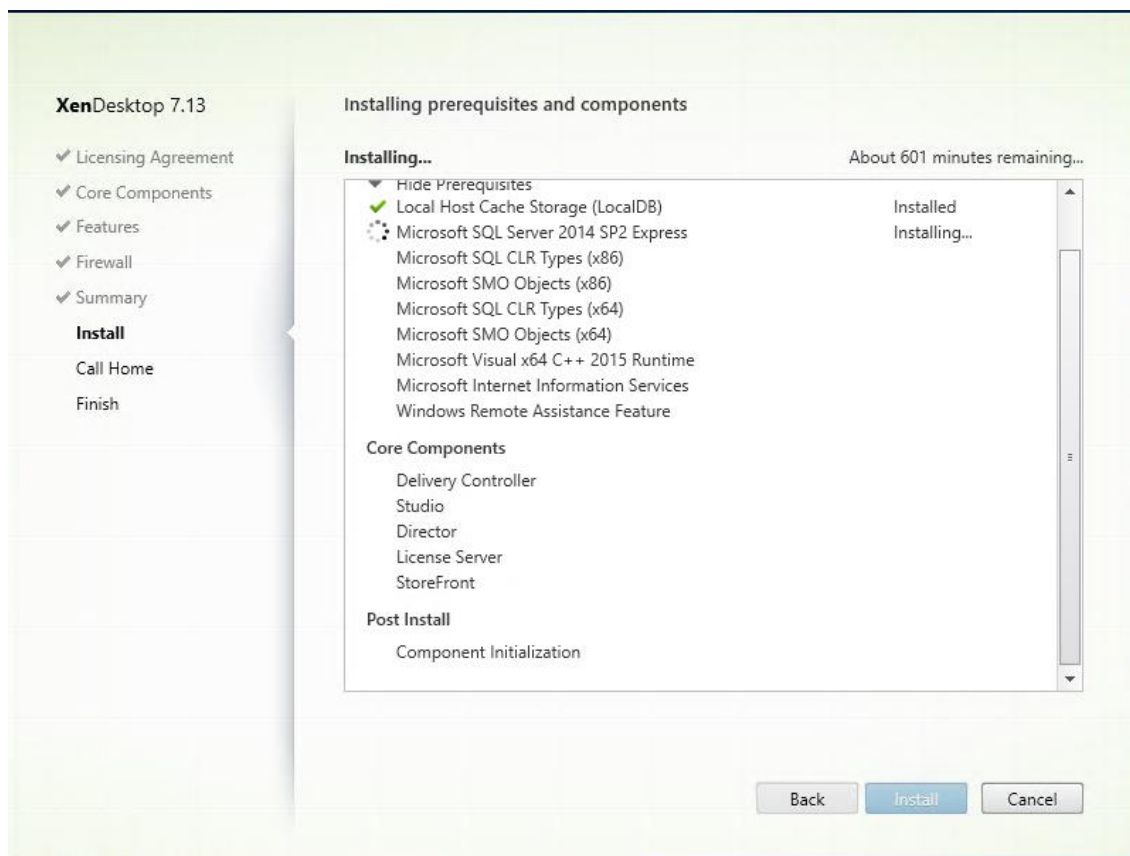 XenDesktop 7.13
Licensing Agreement
Core Components
Features
Firewall
Summary
Install
Call Home
Finish
Installing prerequisites and components
Installing... About 601 minutes remaining...
Hide Prerequisites
Local Host Cache Storage (LocalDB) Installed
Microsoft SQL Server 2014 SP2 Express Installing...
Microsoft SQL CLR Types (x86)
Microsoft SMO Objects (x86)
Microsoft SQL CLR Types (x64)
Microsoft SMO Objects (x64)
Microsoft Visual x64 C++ 2015 Runtime
Microsoft Internet Information Services
Windows Remote Assistance Feature
Core Components
Delivery Controller
Studio
Director
License Server
StoreFront
Post Install
Component Initialization
Back Install Cancel